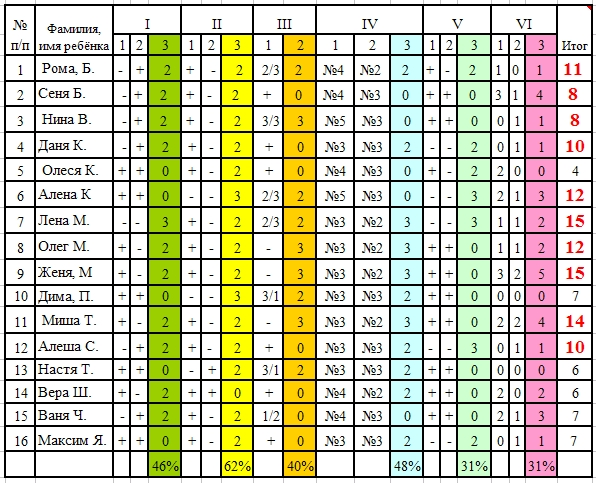 № п/п Фамилия, имя ребёнка I II III IV V VI Итог
1 2 3 1 2 3 1 2 1 2 3 1 2 3 1 2 3
1 Рома, Б. - + 2 + - 2 2/3 2 №4 №2 2 + - 2 1 0 1 11
2 Сеня Б. - + 2 + - 2 + 0 №4 №3 0 + + 0 3 1 4 8
3 Нина В. - + 2 + - 2 3/3 3 №5 №3 0 + + 0 0 1 1 8
4 Даня К. - + 2 + - 2 + 0 №3 №3 3 - - 2 0 1 1 10
5 Олеся К. + + 0 + - 2 + 0 №4 №3 0 + - 2 2 0 0 4
6 Алена К + + 0 - - 3 2/3 2 №5 №3 0 - - 3 2 1 3 12
7 Лена М. - - 3 + - 2 2/3 2 №3 №2 3 - - 3 1 1 2 15
8 Олег М. + - 2 + - 2 - 3 №3 №3 2 + + 0 1 1 2 12
9 Женя, М + - 2 + - 2 - 3 №3 №3 2 + + 0 3 2 5 15
10 Дима, П. + + 0 - - 3 3/1 2 №3 №3 2 + + 0 0 0 0 7
11 Миша Т. + - 2 + - 2 - 3 №3 №2 3 + + 0 2 2 4 14
12 Алеша С. - + 2 + - 2 + 0 №3 №3 2 - - 3 0 1 1 10
13 Настя Т. + + 0 - + 2 3/1 2 №3 №3 2 + + 0 0 0 0 6
14 Вера Ш. + - 2 + + 0 + 0 №4 №2 2 + + 0 2 0 2 6
15 Ваня Ч. - + 2 + - 2 1/2 0 №4 №3 0 + + 0 2 1 3 7
16 Максим Я. + + 0 + - 2 + 0 №3 №3 2 - - 2 0 1 1 7
46% 62% 40% 48% 31% 31%